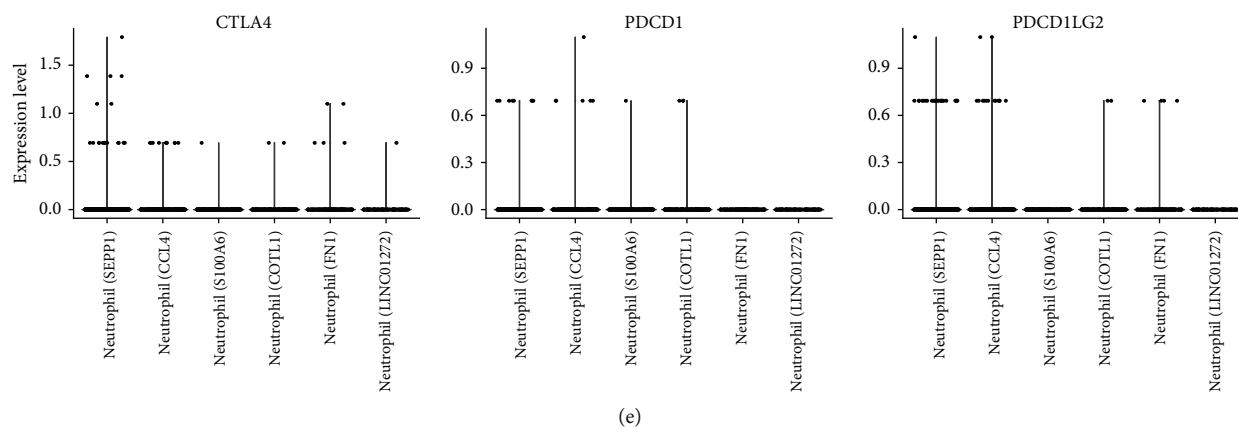 CTLA4
Expression level
1.5
1.0
0.5
0.0
Neutrophil (SEPP1)
Neutrophil (CCL4)
Neutrophil (S100A6)
Neutrophil (COTL1)
Neutrophil (FN1)
Neutrophil (LINC01272)
PDCD1
0.9
0.6
0.3
0.0
Neutrophil (SEPP1)
Neutrophil (CCL4)
Neutrophil (S100A6)
Neutrophil (COTL1)
Neutrophil (FN1)
Neutrophil (LINC01272)
PDCD1LG2
0.9
0.6
0.3
0.0
Neutrophil (SEPP1)
Neutrophil (CCL4)
Neutrophil (S100A6)
Neutrophil (COTL1)
Neutrophil (FN1)
Neutrophil (LINC01272)
(e)